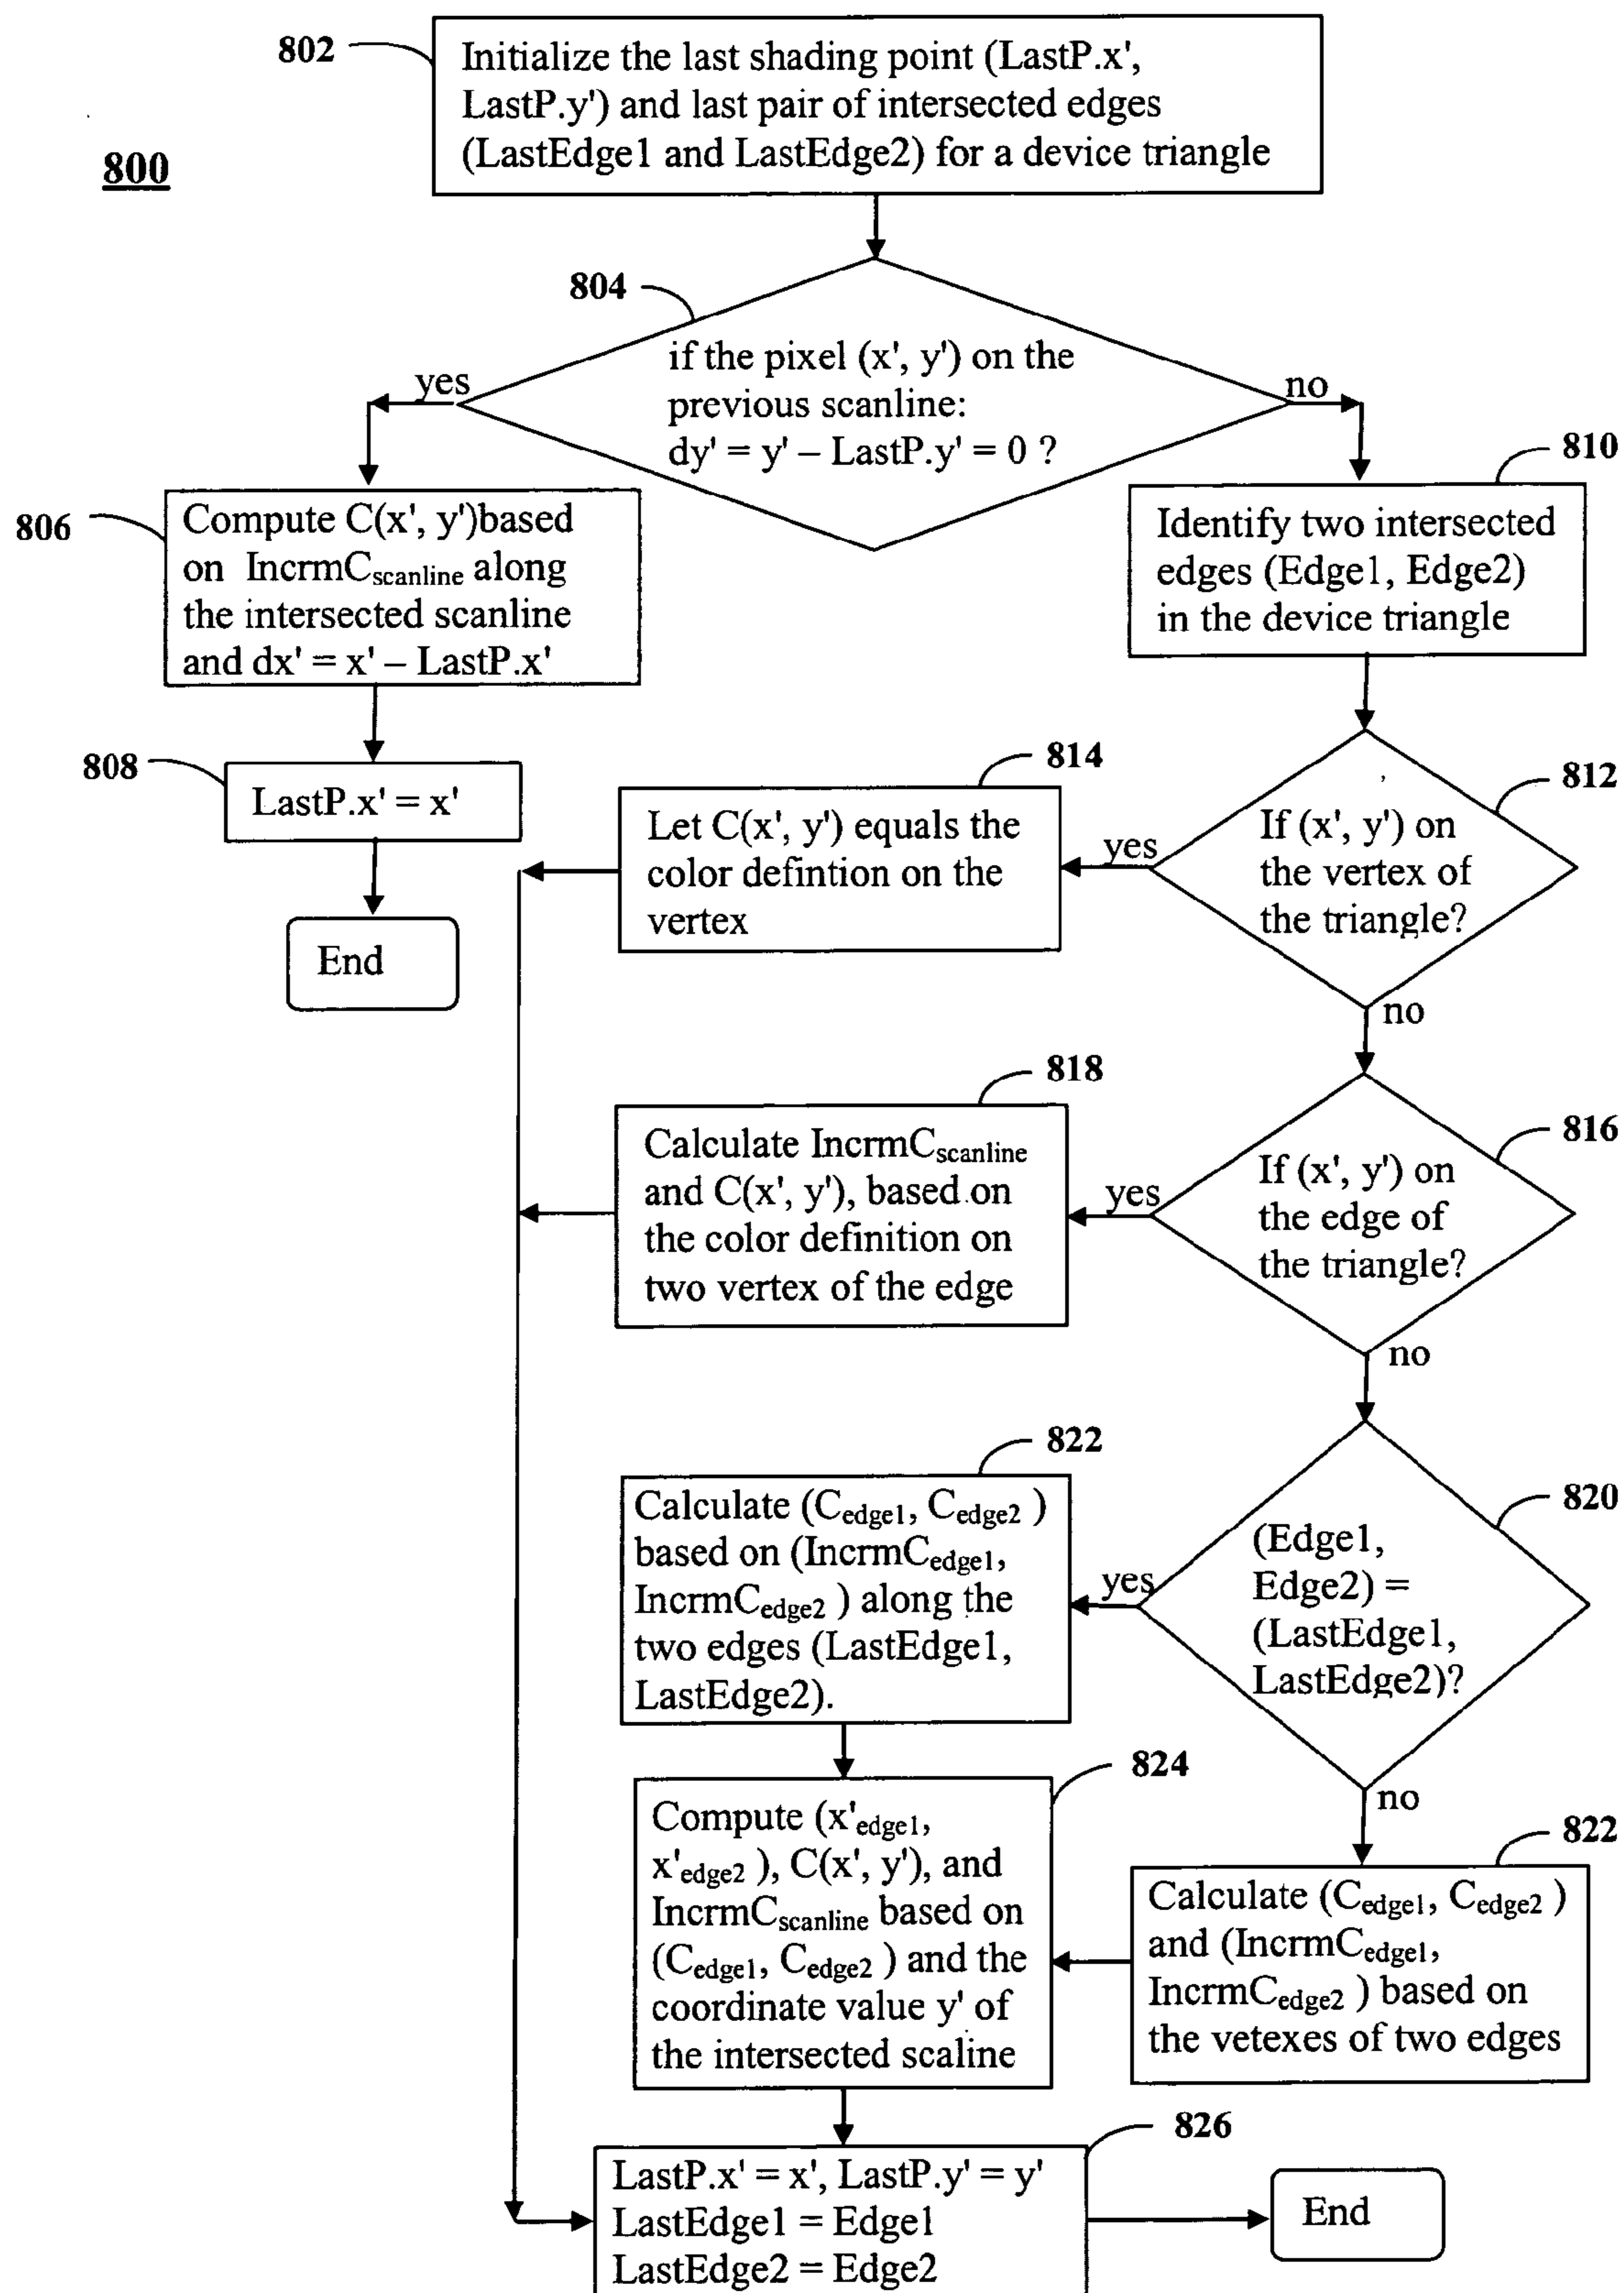 802
Initialize the last shading point (LastP.x',
LastP.y') and last pair of intersected edges
(LastEdge1 and LastEdge2) for a device triangle
800
804
if the pixel (x', y') on the
previous scanline:
dy' = y' – LastP.y' = 0 ?
yes
no
806
Compute C(x', y')based
on IncrmCscanline along
the intersected scanline
and dx' = x' – LastP.x'
810
Identify two intersected
edges (Edge1, Edge2)
in the device triangle
808
LastP.x' = x'
End
812
If (x', y') on
the vertex of
the triangle?
yes
no
814
Let C(x', y') equals the
color defintion on the
vertex
816
If (x', y') on
the edge of
the triangle?
yes
no
818
Calculate IncrmCscanline
and C(x', y'), based on
the color definition on
two vertex of the edge
820
(Edge1,
Edge2) =
(LastEdge1,
LastEdge2)?
yes
no
822
Calculate (Cedge1, Cedge2 )
based on (IncrmCedge1,
IncrmCedge2 ) along the
two edges (LastEdge1,
LastEdge2).
822
Calculate (Cedge1, Cedge2 )
and (IncrmCedge1,
IncrmCedge2 ) based on
the vetexes of two edges
824
Compute (x'edge1,
x'edge2 ), C(x', y'), and
IncrmCscanline based on
(Cedge1, Cedge2 ) and the
coordinate value y' of
the intersected scaline
826
LastP.x' = x', LastP.y' = y'
LastEdge1 = Edge1
LastEdge2 = Edge2
End